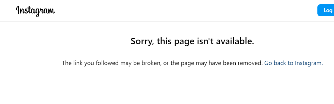 Instagram
Log
Sorry, this page isn't available.
The link you followed may be broken, or the page may have been removed. Go back to Instagram.